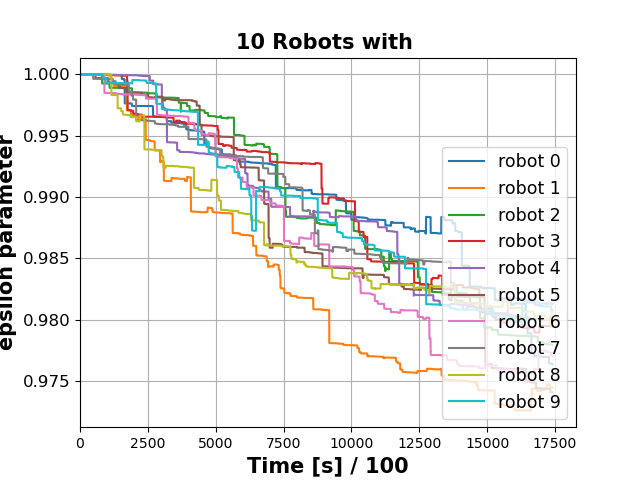 10 Robots with
epsilon parameter
1.000
0.995
0.990
0.985
0.980
0.975
robot 0
robot 1
robot 2
robot 3
robot 4
robot 5
robot 6
robot 7
robot 8
robot 9
0 2500 5000 7500 10000 12500 15000 17500
Time [s] / 100